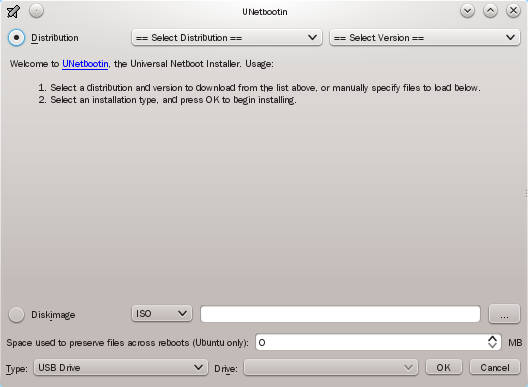 UNetbootin
Distribution == Select Distribution == == Select Version ==
Welcome to UNetbootin, the Universal Netboot Installer. Usage:
1. Select a distribution and version to download from the list above, or manually specify files to load below.
2. Select an installation type, and press OK to begin installing.
Diskimage ISO ...
Space used to preserve files across reboots (Ubuntu only): 0 MB
Type: USB Drive Drive: OK Cancel